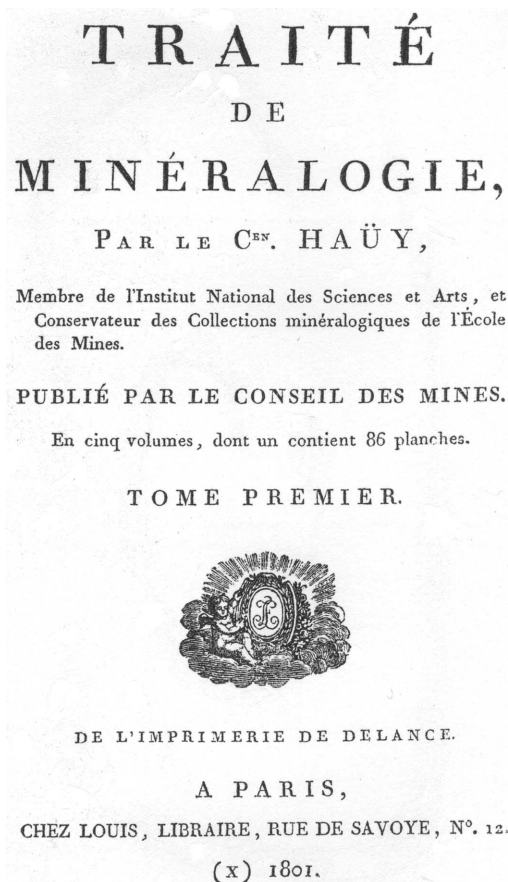 TRAITÉ
DE
MINÉRALOGIE,
PAR LE CEN. HAÜY,
Membre de l'Institut National des Sciences et Arts, et
Conservateur des Collections minéralogiques de l'École
des Mines.
PUBLIÉ PAR LE CONSEIL DES MINES.
En cinq volumes, dont un contient 86 planches.
TOME PREMIER.
DE L'IMPRIMERIE DE DELANCE.
A PARIS,
CHEZ LOUIS, LIBRAIRE, RUE DE SAVOYE, N°. 12.
(X) 1801.